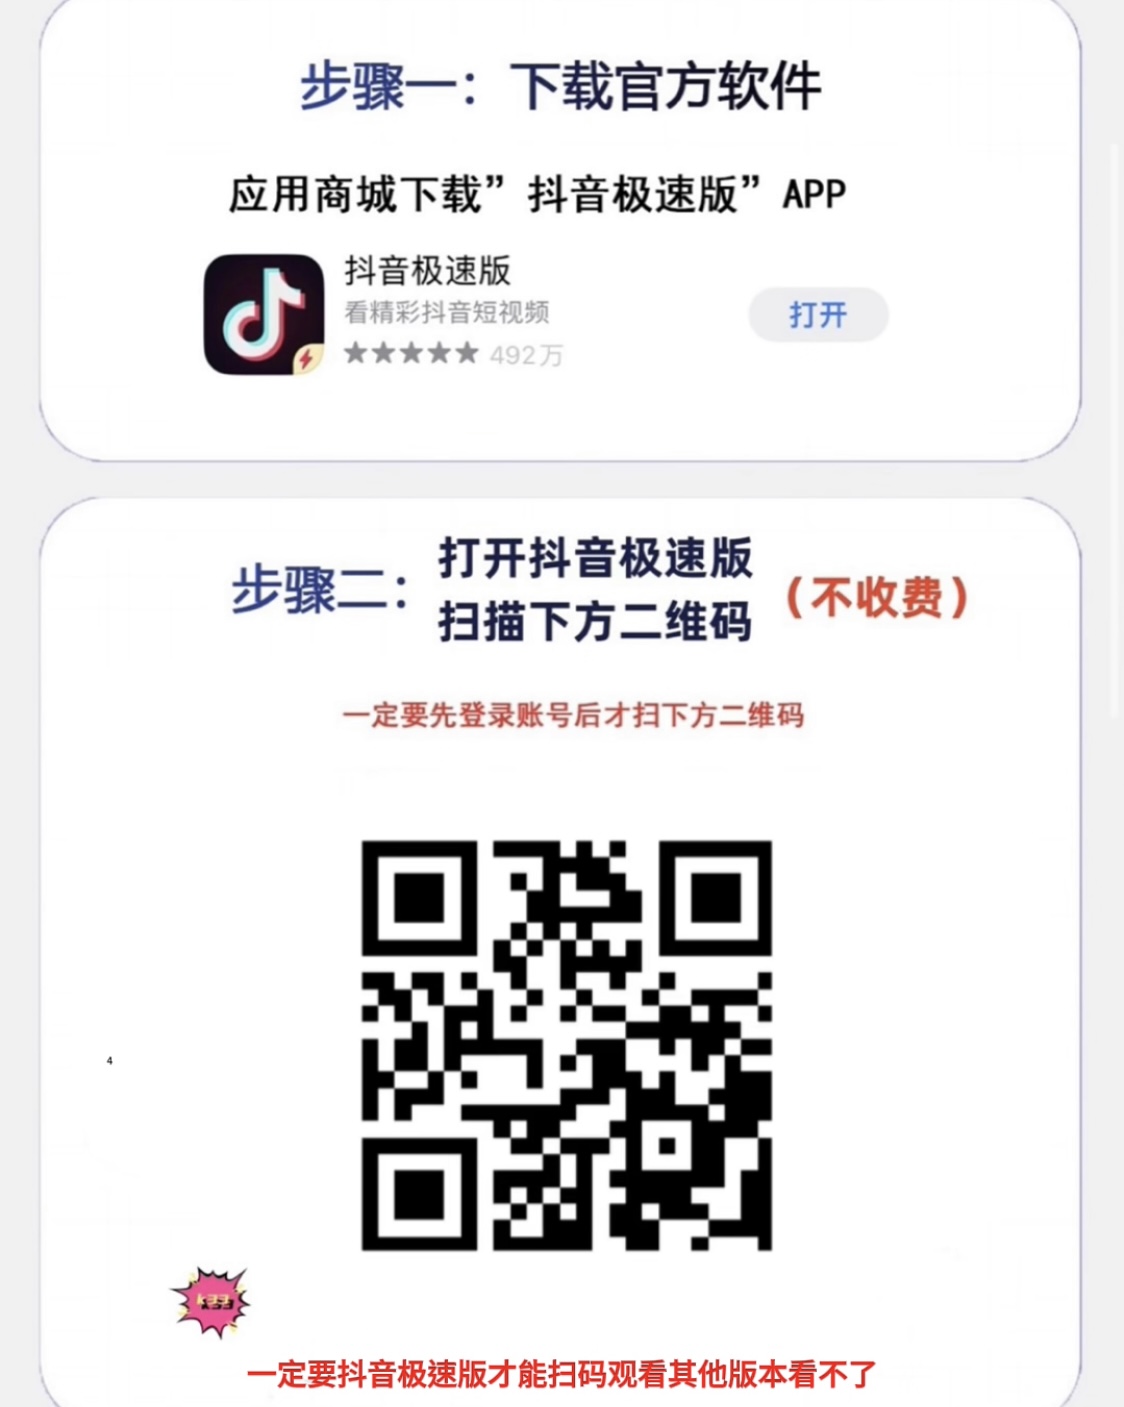 步骤一：下载官方软件
应用商城下载”抖音极速版”APP
抖音极速版
看精彩抖音短视频
492万
打开
步骤二：
打开抖音极速版
扫描下方二维码
（不收费）
一定要先登录账号后才扫下方二维码
4
k33
一定要抖音极速版才能扫码观看其他版本看不了